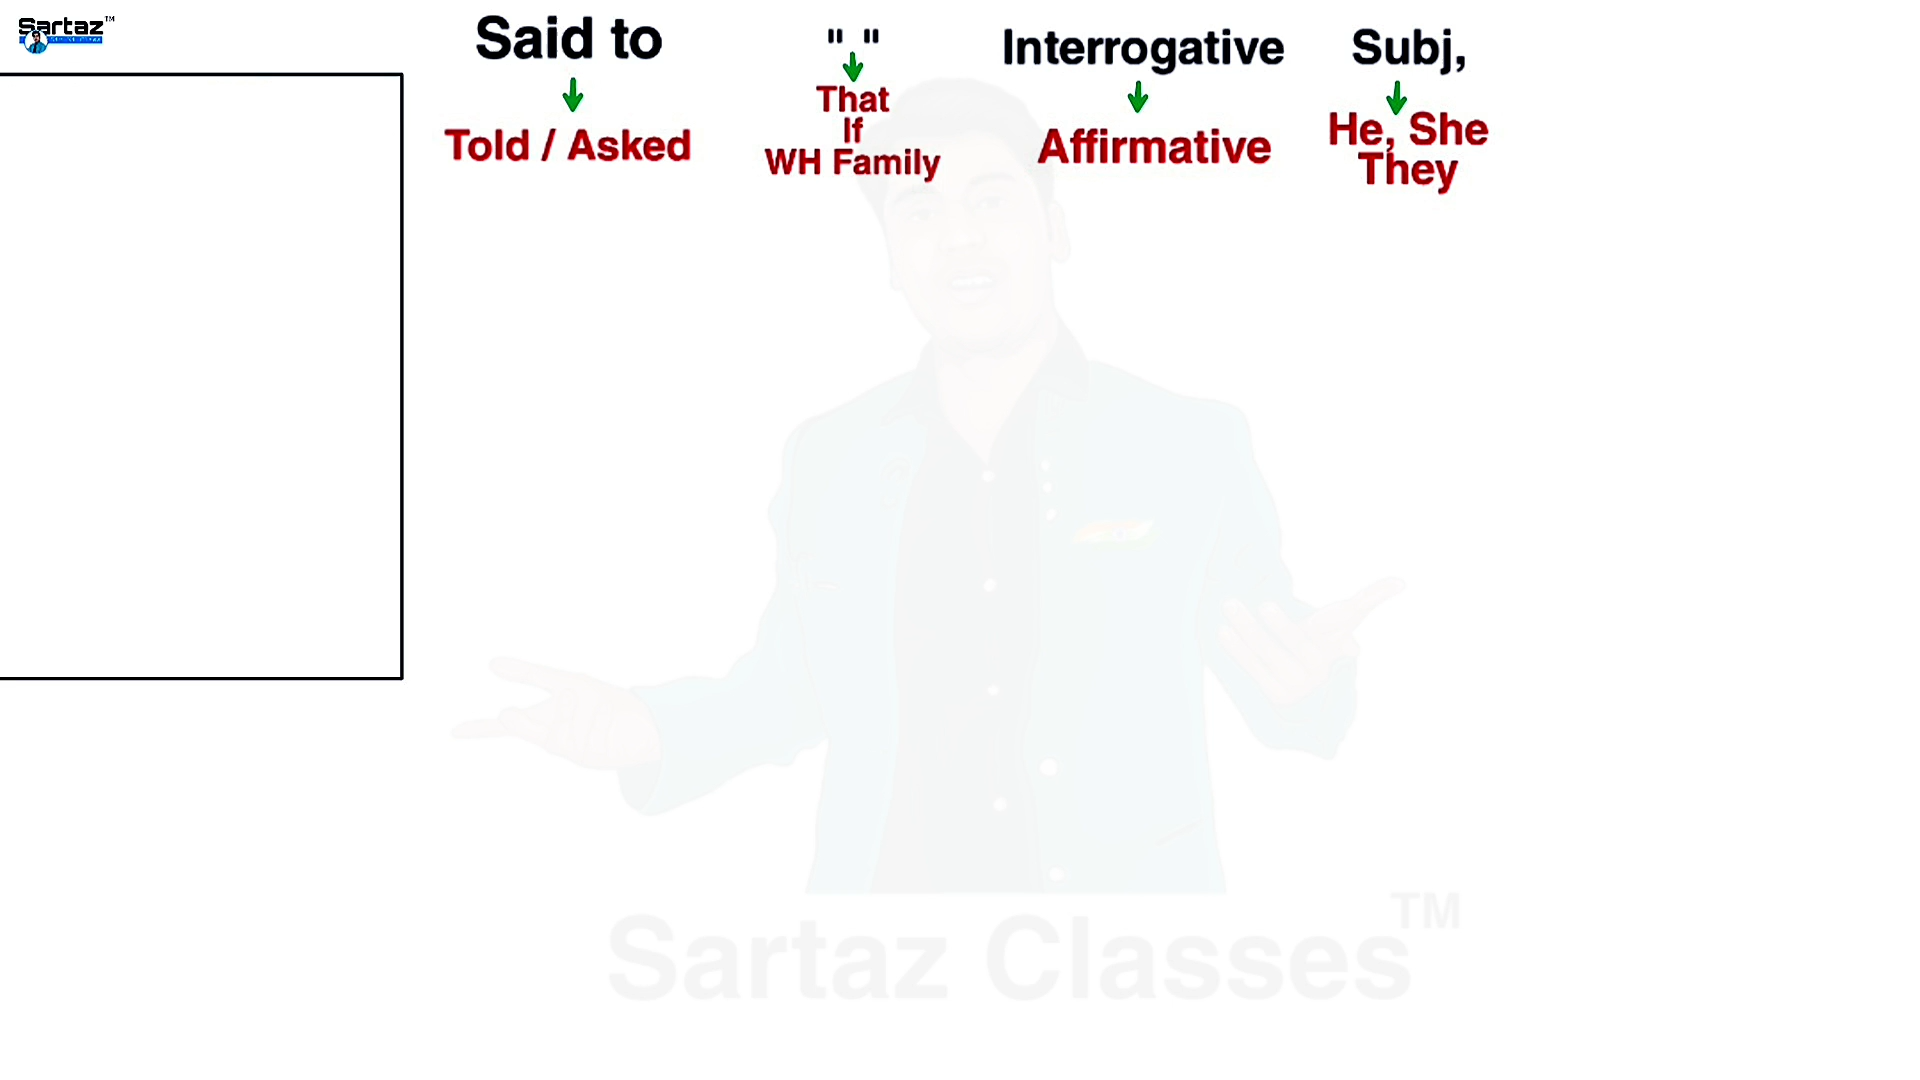 Sartaz™
Said to
" "
Interrogative
Subj,
Told / Asked
That
If
WH Family
Affirmative
He, She
They
Sartaz Classes™